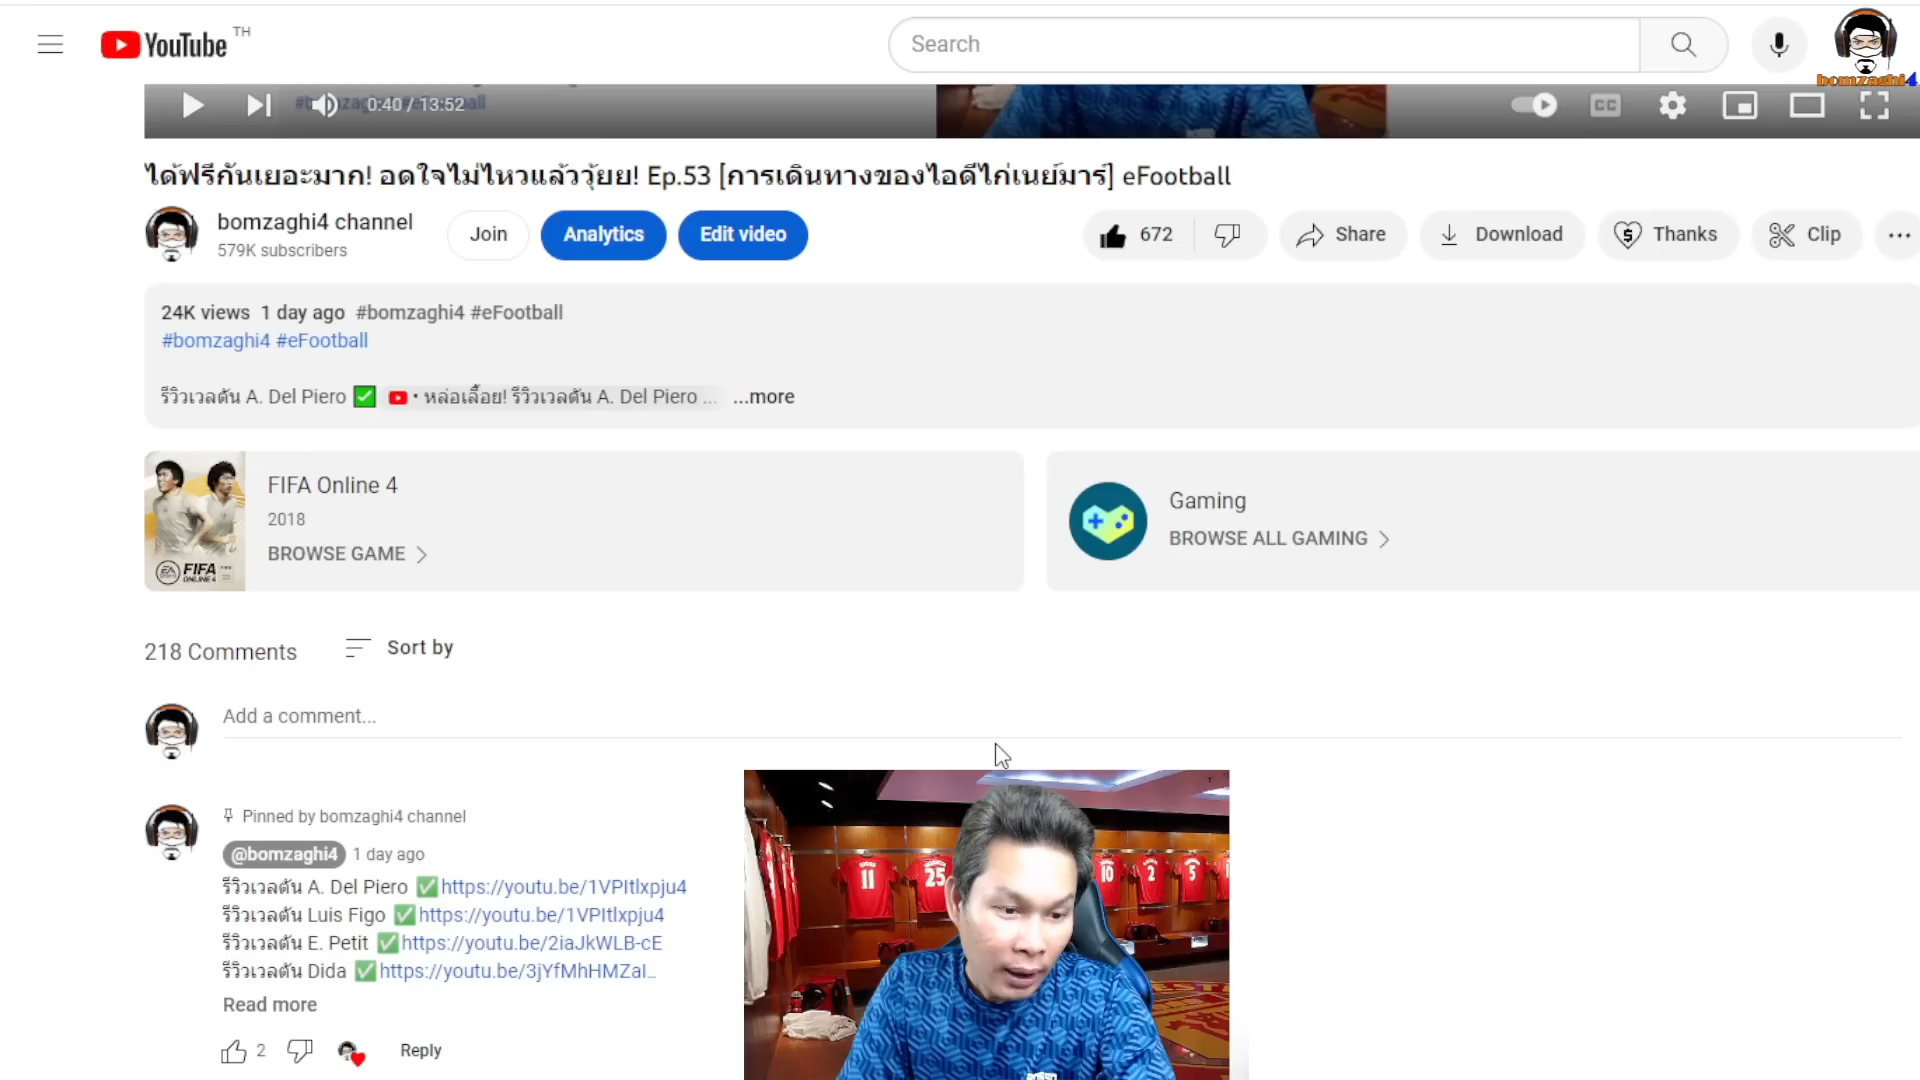 YouTube TH
Search
bomzaghi4
0:40 / 13:52
CC
ได้ฟรีกันเยอะมาก! อดใจไม่ไหวแล้ววุ้ยย! Ep.53 [การเดินทางของไอดีไก่เนย์มาร์] eFootball
bomzaghi4 channel
579K subscribers
Join
Analytics
Edit video
672
Share
Download
Thanks
Clip
24K views 1 day ago #bomzaghi4 #eFootball
#bomzaghi4 #eFootball
รีวิวเวลตัน A. Del Piero ✅ • หล่อเลื้อย! รีวิวเวลตัน A. Del Piero ... ...more
FIFA Online 4
2018
BROWSE GAME
FIFA
ONLINE 4
Gaming
BROWSE ALL GAMING
218 Comments
Sort by
Add a comment...
Pinned by bomzaghi4 channel
@bomzaghi4 1 day ago
รีวิวเวลตัน A. Del Piero ✅https://youtu.be/1VPItlxpju4
รีวิวเวลตัน Luis Figo ✅https://youtu.be/1VPItlxpju4
รีวิวเวลตัน E. Petit ✅https://youtu.be/2iaJkWLB-cE
รีวิวเวลตัน Dida ✅https://youtu.be/3jYfMhHMZaI...
Read more
2
Reply
11
25
10
2
5